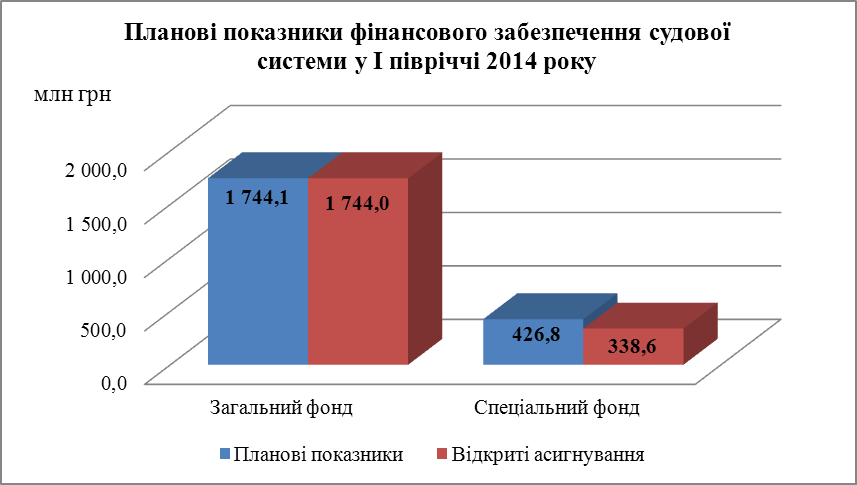 Планові показники фінансового забезпечення судової
системи у І півріччі 2014 року
млн грн
2 000,0
1 500,0
1 000,0
500,0
0,0
1 744,1
1 744,0
426,8
338,6
Загальний фонд
Спеціальний фонд
Планові показники
Відкриті асигнування